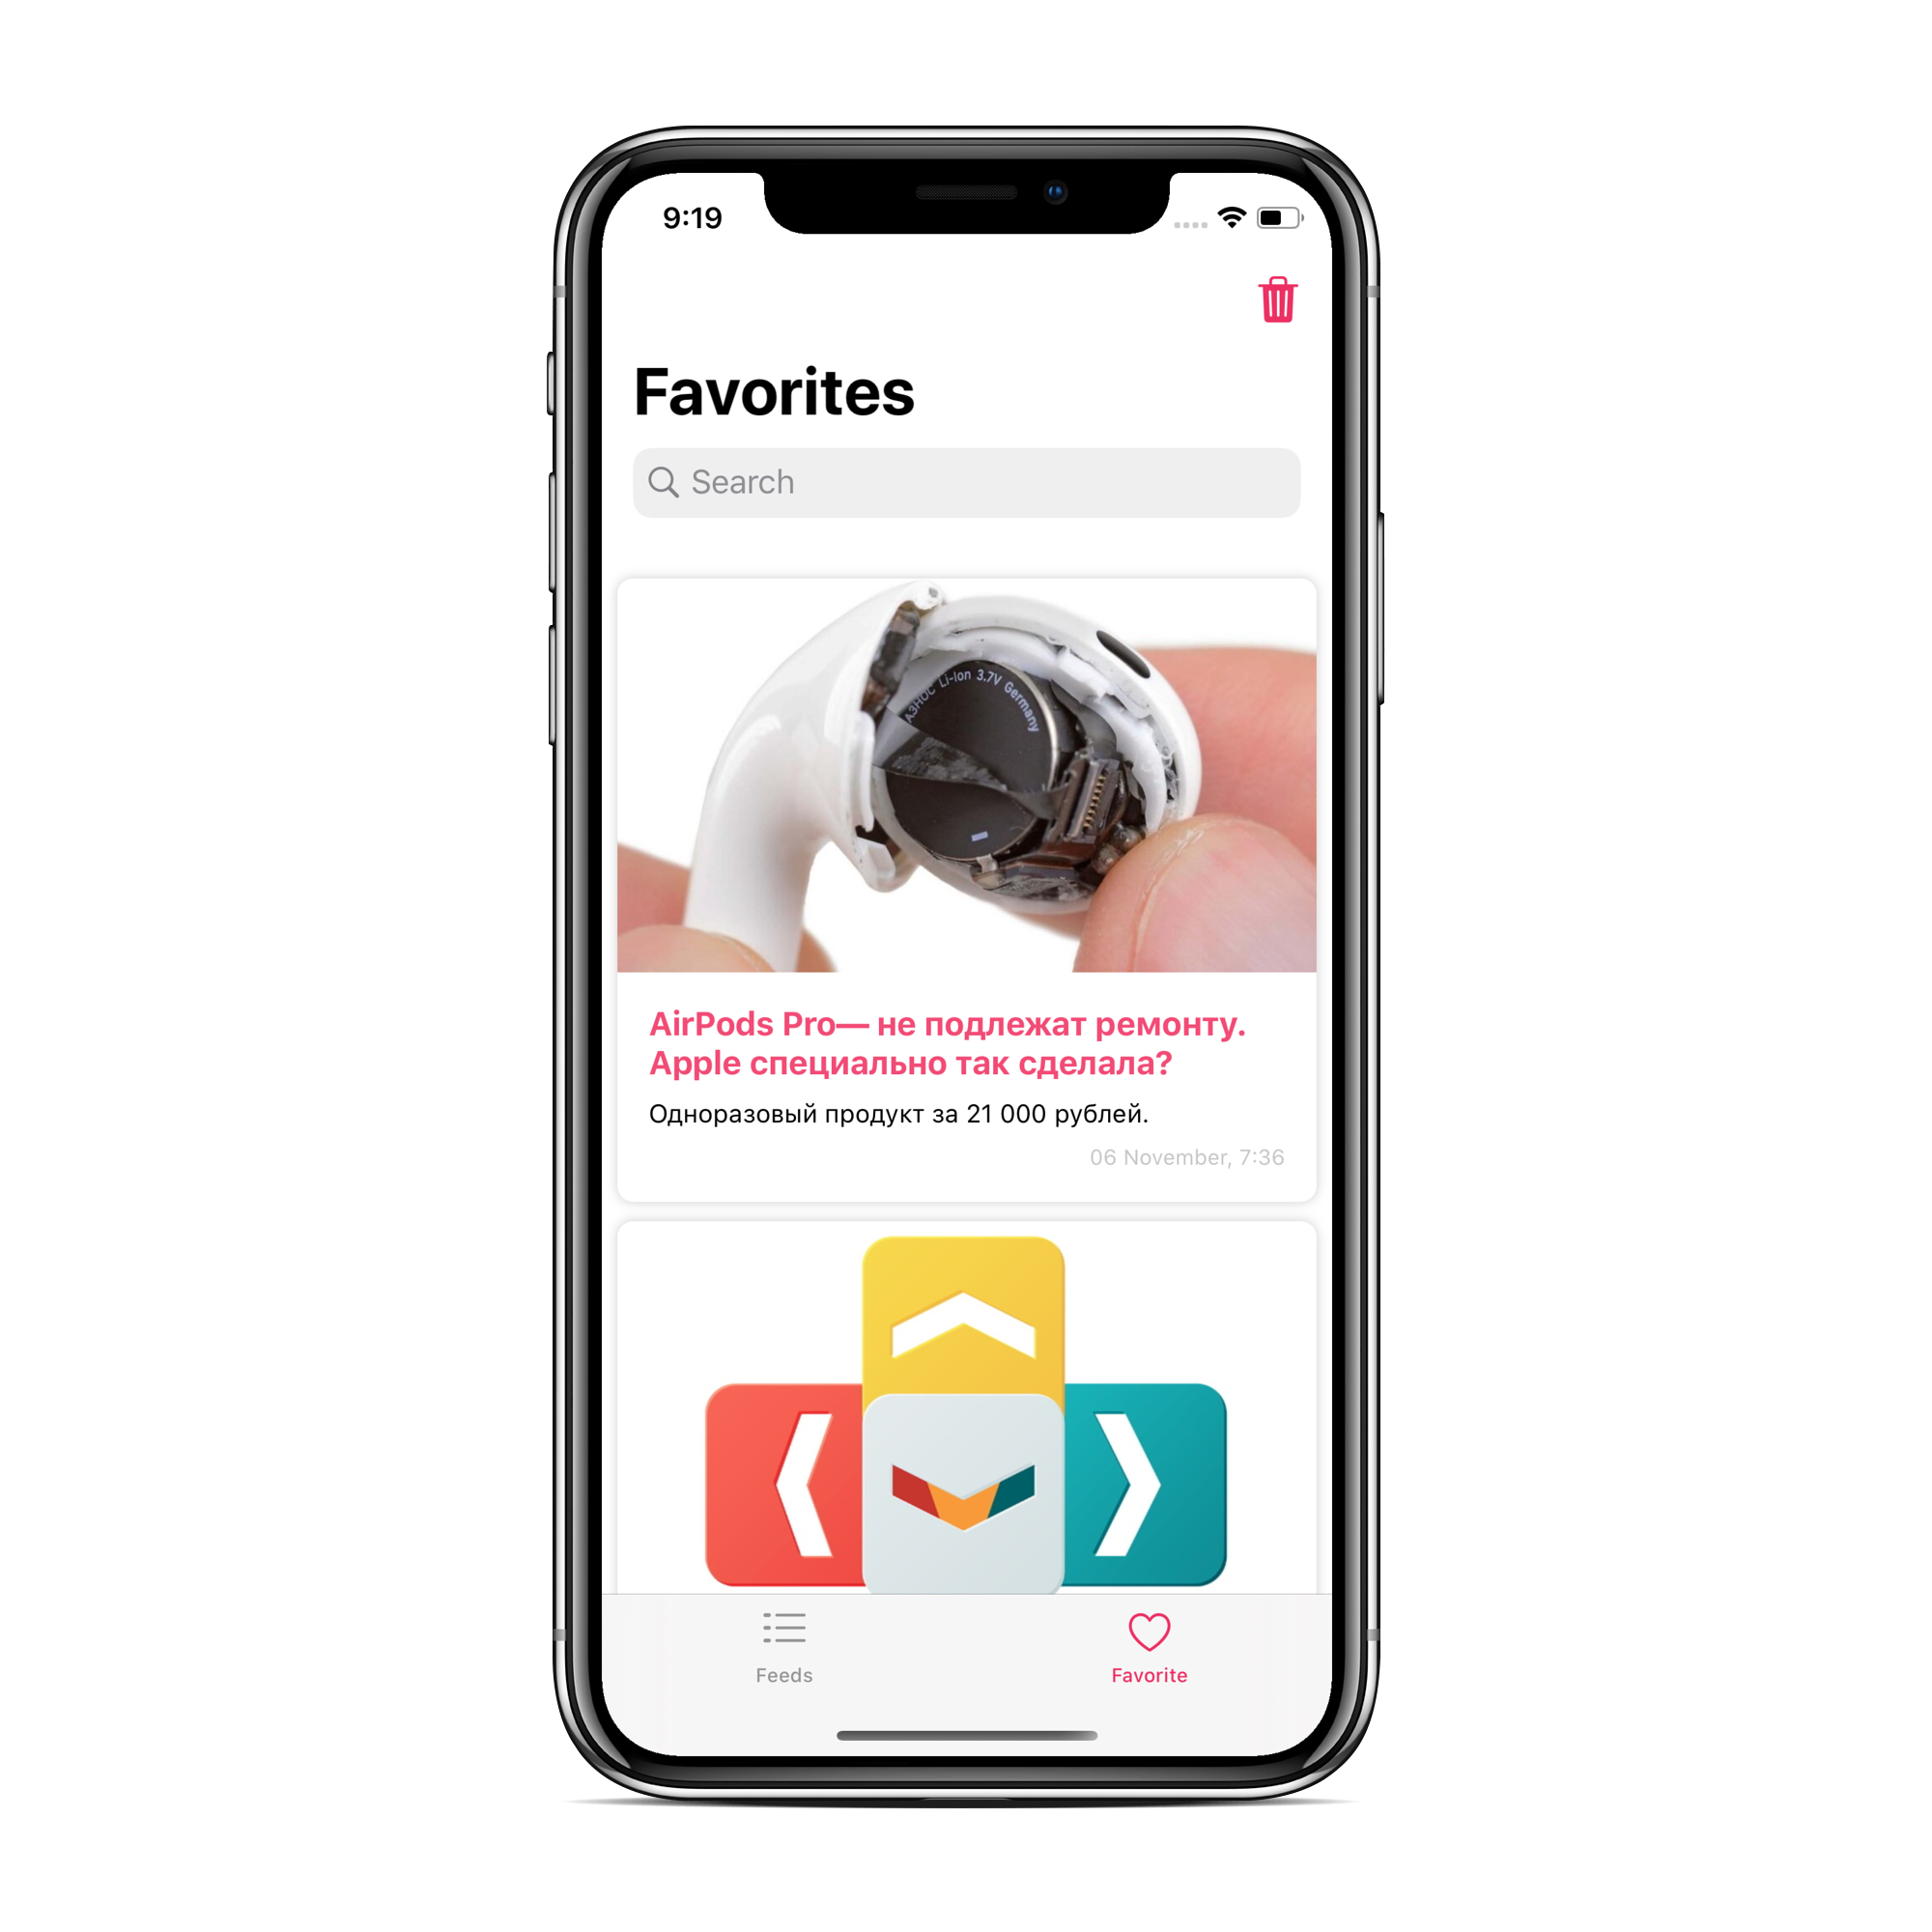 9:19
Favorites
Search
Li-Ion 3.7V Germany
AirPods Pro— не подлежат ремонту.
Apple специально так сделала?
Одноразовый продукт за 21 000 рублей.
06 November, 7:36
Feeds
Favorite